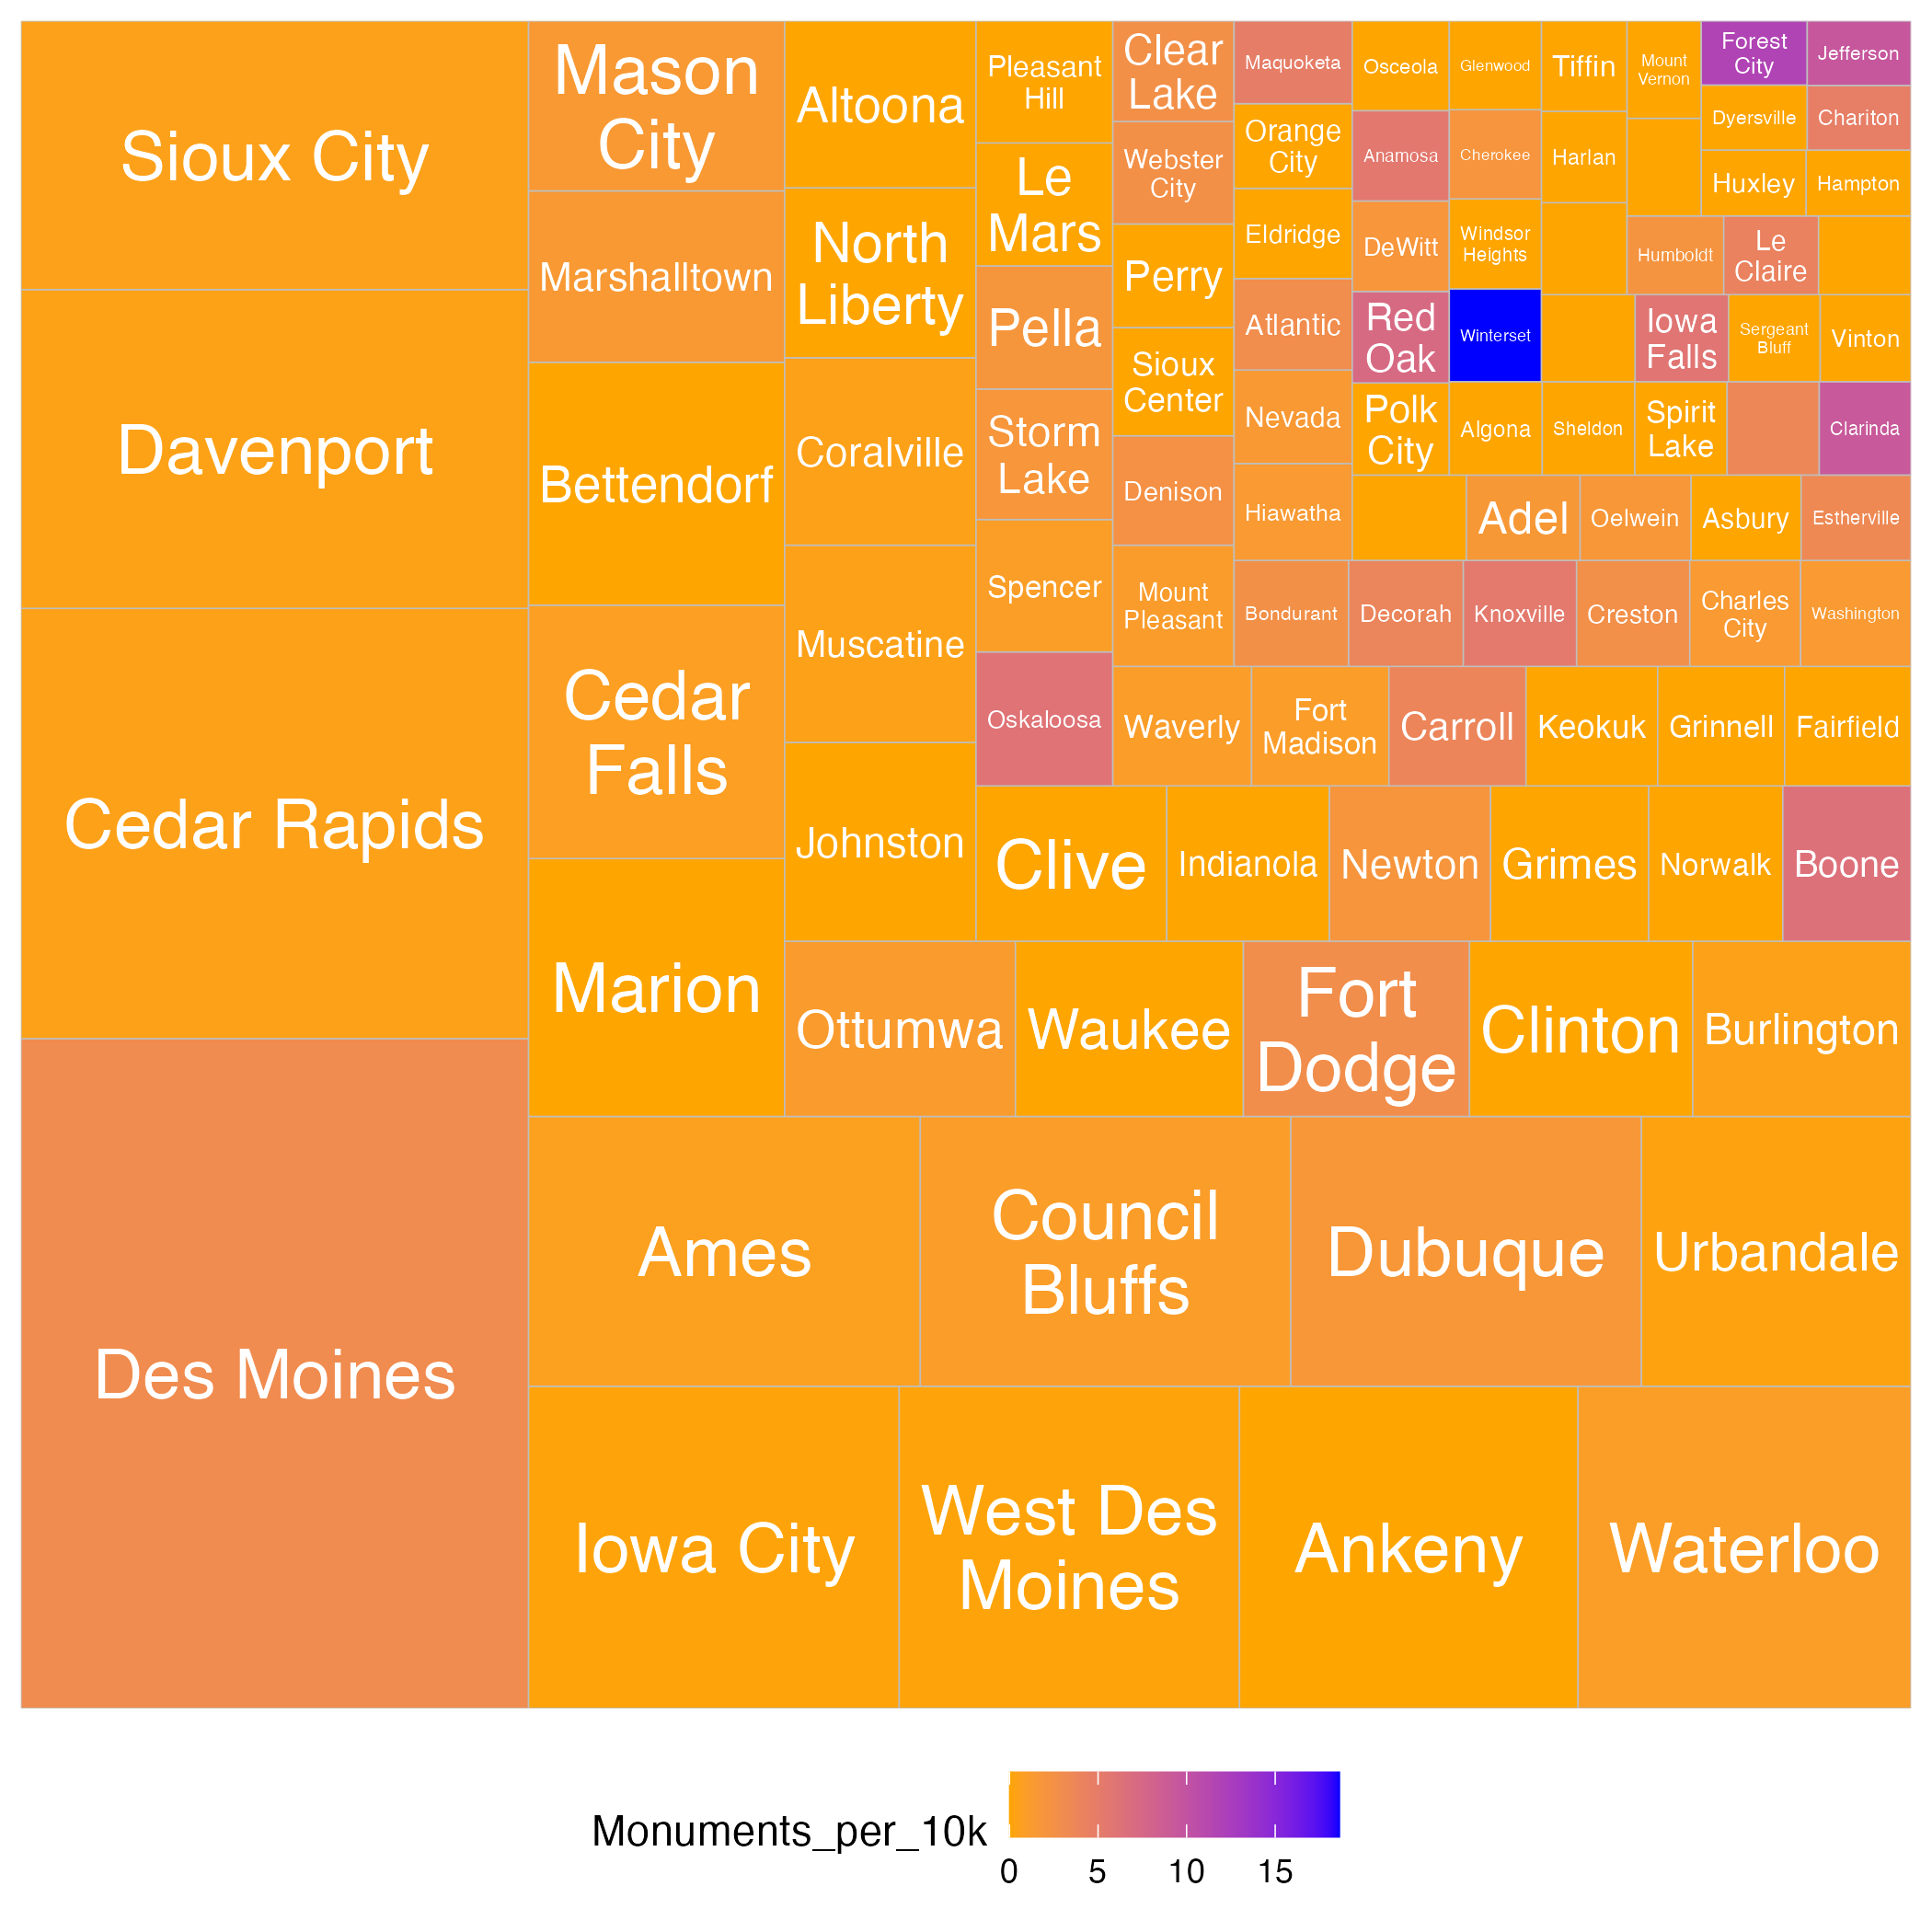 Sioux City
Davenport
Cedar Rapids
Des Moines
Mason
City
Marshalltown
Bettendorf
Cedar
Falls
Marion
Altoona
North
Liberty
Coralville
Muscatine
Johnston
Pleasant
Hill
Le
Mars
Pella
Storm
Lake
Spencer
Oskaloosa
Clear
Lake
Webster
City
Perry
Sioux
Center
Denison
Mount
Pleasant
Maquoketa
Orange
City
Eldridge
Atlantic
Nevada
Hiawatha
Osceola
Anamosa
DeWitt
Red
Oak
Polk
City
Glenwood
Cherokee
Windsor
Heights
Winterset
Algona
Tiffin
Harlan
Sheldon
Mount
Vernon
Forest
City
Jefferson
Dyersville
Chariton
Huxley
Hampton
Humboldt
Le
Claire
Iowa
Falls
Sergeant
Bluff
Vinton
Spirit
Lake
Clarinda
Adel
Oelwein
Asbury
Estherville
Bondurant
Decorah
Knoxville
Creston
Charles
City
Washington
Waverly
Fort
Madison
Carroll
Keokuk
Grinnell
Fairfield
Clive
Indianola
Newton
Grimes
Norwalk
Boone
Ottumwa
Waukee
Fort
Dodge
Clinton
Burlington
Ames
Council
Bluffs
Dubuque
Urbandale
Iowa City
West Des
Moines
Ankeny
Waterloo
Monuments_per_10k
0 5 10 15